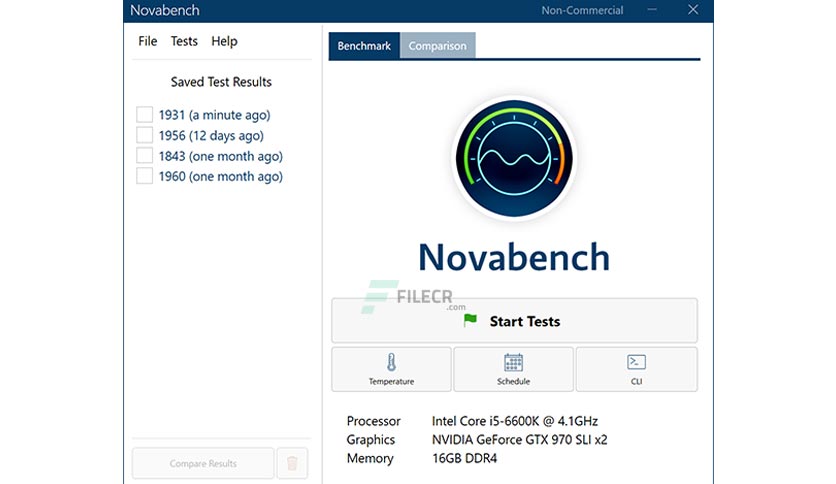 Novabench
Non-Commercial
File Tests Help
Benchmark Comparison
Saved Test Results
1931 (a minute ago)
1956 (12 days ago)
1843 (one month ago)
1960 (one month ago)
Novabench
FILECR
.com
Start Tests
Temperature Schedule CLI
Processor Intel Core i5-6600K @ 4.1GHz
Graphics NVIDIA GeForce GTX 970 SLI x2
Memory 16GB DDR4
Compare Results